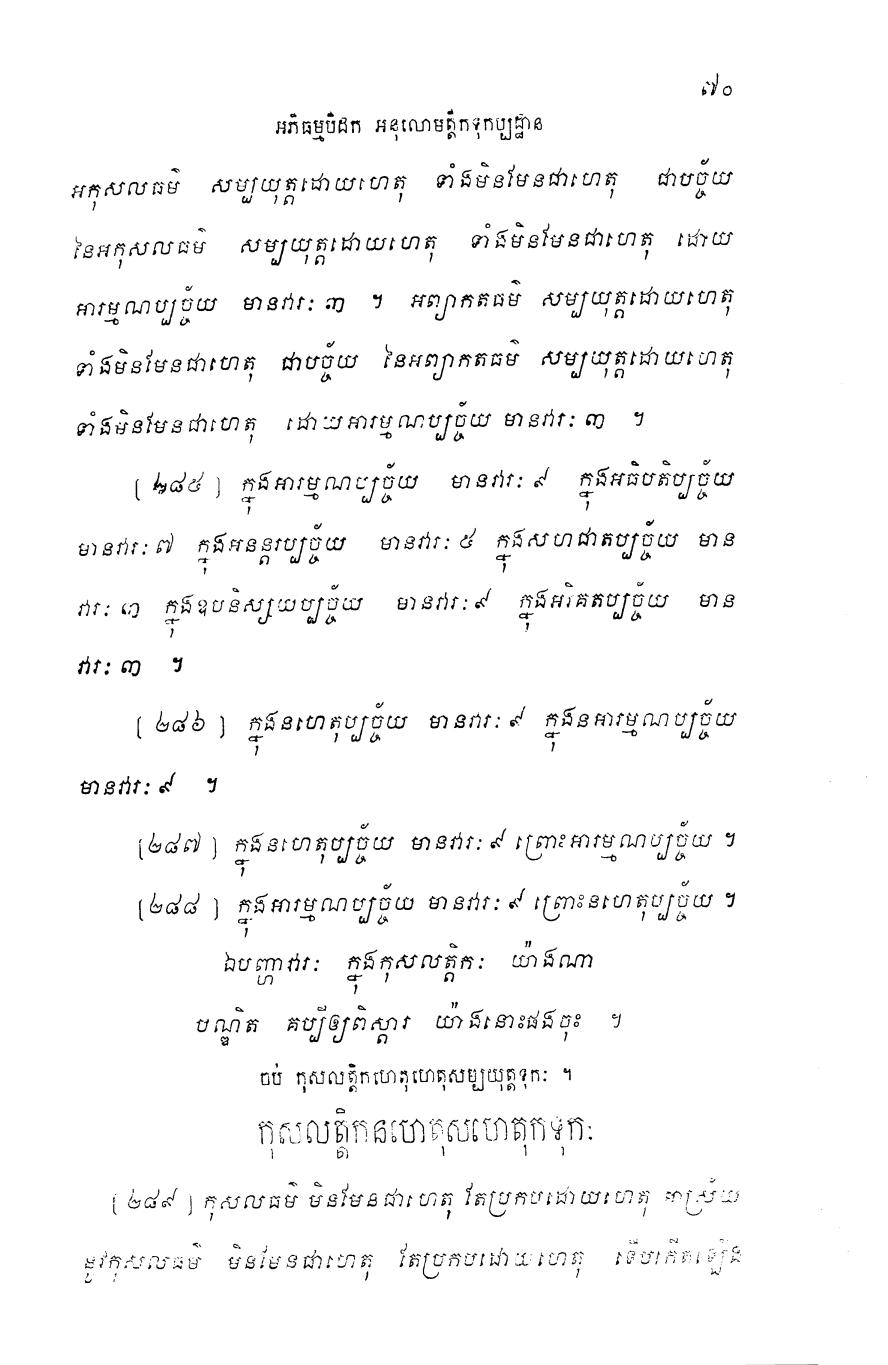 ៧០
អភិធម្មបិដក អនុលោមត្តិកទុកប្បដ្ឋាន
អកុសលធម៌ សម្បយុត្តដោយហេតុ ទាំងមិនមែនជាហេតុ ជាបច្ច័យ
នៃអកុសលធម៌ សម្បយុត្តដោយហេតុ ទាំងមិនមែនជាហេតុ ដោយ
អារម្មណប្បច្ច័យ មានវារៈ ៣ ។ អព្យាកតធម៌ សម្បយុត្តដោយហេតុ
ទាំងមិនមែនជាហេតុ ជាបច្ច័យ នៃអព្យាកតធម៌ សម្បយុត្តដោយហេតុ
ទាំងមិនមែនជាហេតុ ដោយអារម្មណប្បច្ច័យ មានវារៈ ៣ ។
[ ២៨៥ ] ក្នុងអារម្មណប្បច្ច័យ មានវារៈ ៩ ក្នុងអធិបតិប្បច្ច័យ
មានវារៈ ៧ ក្នុងអនន្តរប្បច្ច័យ មានវារៈ ៥ ក្នុងសហជាតប្បច្ច័យ មាន
វារៈ ៣ ក្នុងឧបនិស្សយប្បច្ច័យ មានវារៈ ៩ ក្នុងអវិគតប្បច្ច័យ មាន
វារៈ ៣ ។
[ ២៨៦ ] ក្នុងនហេតុប្បច្ច័យ មានវារៈ ៩ ក្នុងនអារម្មណប្បច្ច័យ
មានវារៈ ៩ ។
[ ២៨៧ ] ក្នុងនហេតុប្បច្ច័យ មានវារៈ ៩ ព្រោះអារម្មណប្បច្ច័យ ។
[ ២៨៨ ] ក្នុងអារម្មណប្បច្ច័យ មានវារៈ ៩ ព្រោះនហេតុប្បច្ច័យ ។
ឯបញ្ហាវារៈ ក្នុងកុសលត្តិកៈ យ៉ាងណា
បណ្ឌិត គប្បីឲ្យពិស្តារ យ៉ាងនោះផងចុះ ។
ចប់ កុសលត្តិកហេតុហេតុសម្បយុត្តទុកៈ ។
កុសលត្តិកនហេតុសហេតុកទុកៈ
[ ២៨៩ ] កុសលធម៌ មិនមែនជាហេតុ តែប្រកបដោយហេតុ អាស្រ័យ
នូវកុសលធម៌ មិនមែនជាហេតុ តែប្រកបដោយហេតុ ទើបកើតឡើង